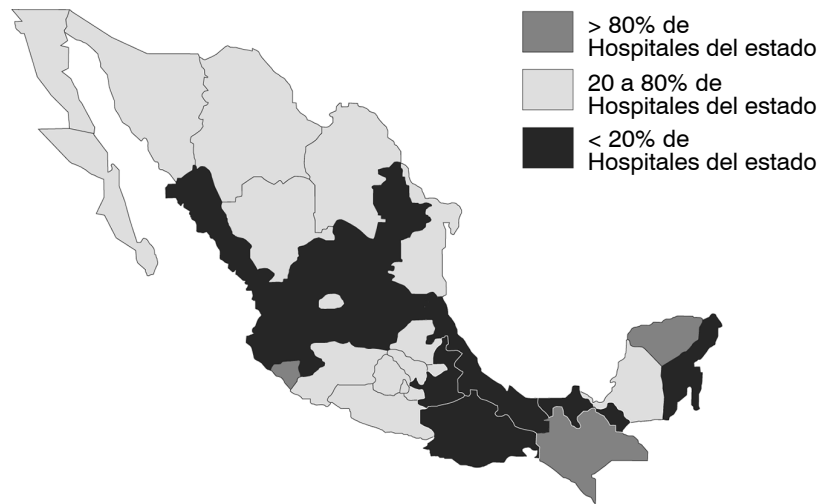 > 80% de
Hospitales del estado
20 a 80% de
Hospitales del estado
< 20% de
Hospitales del estado